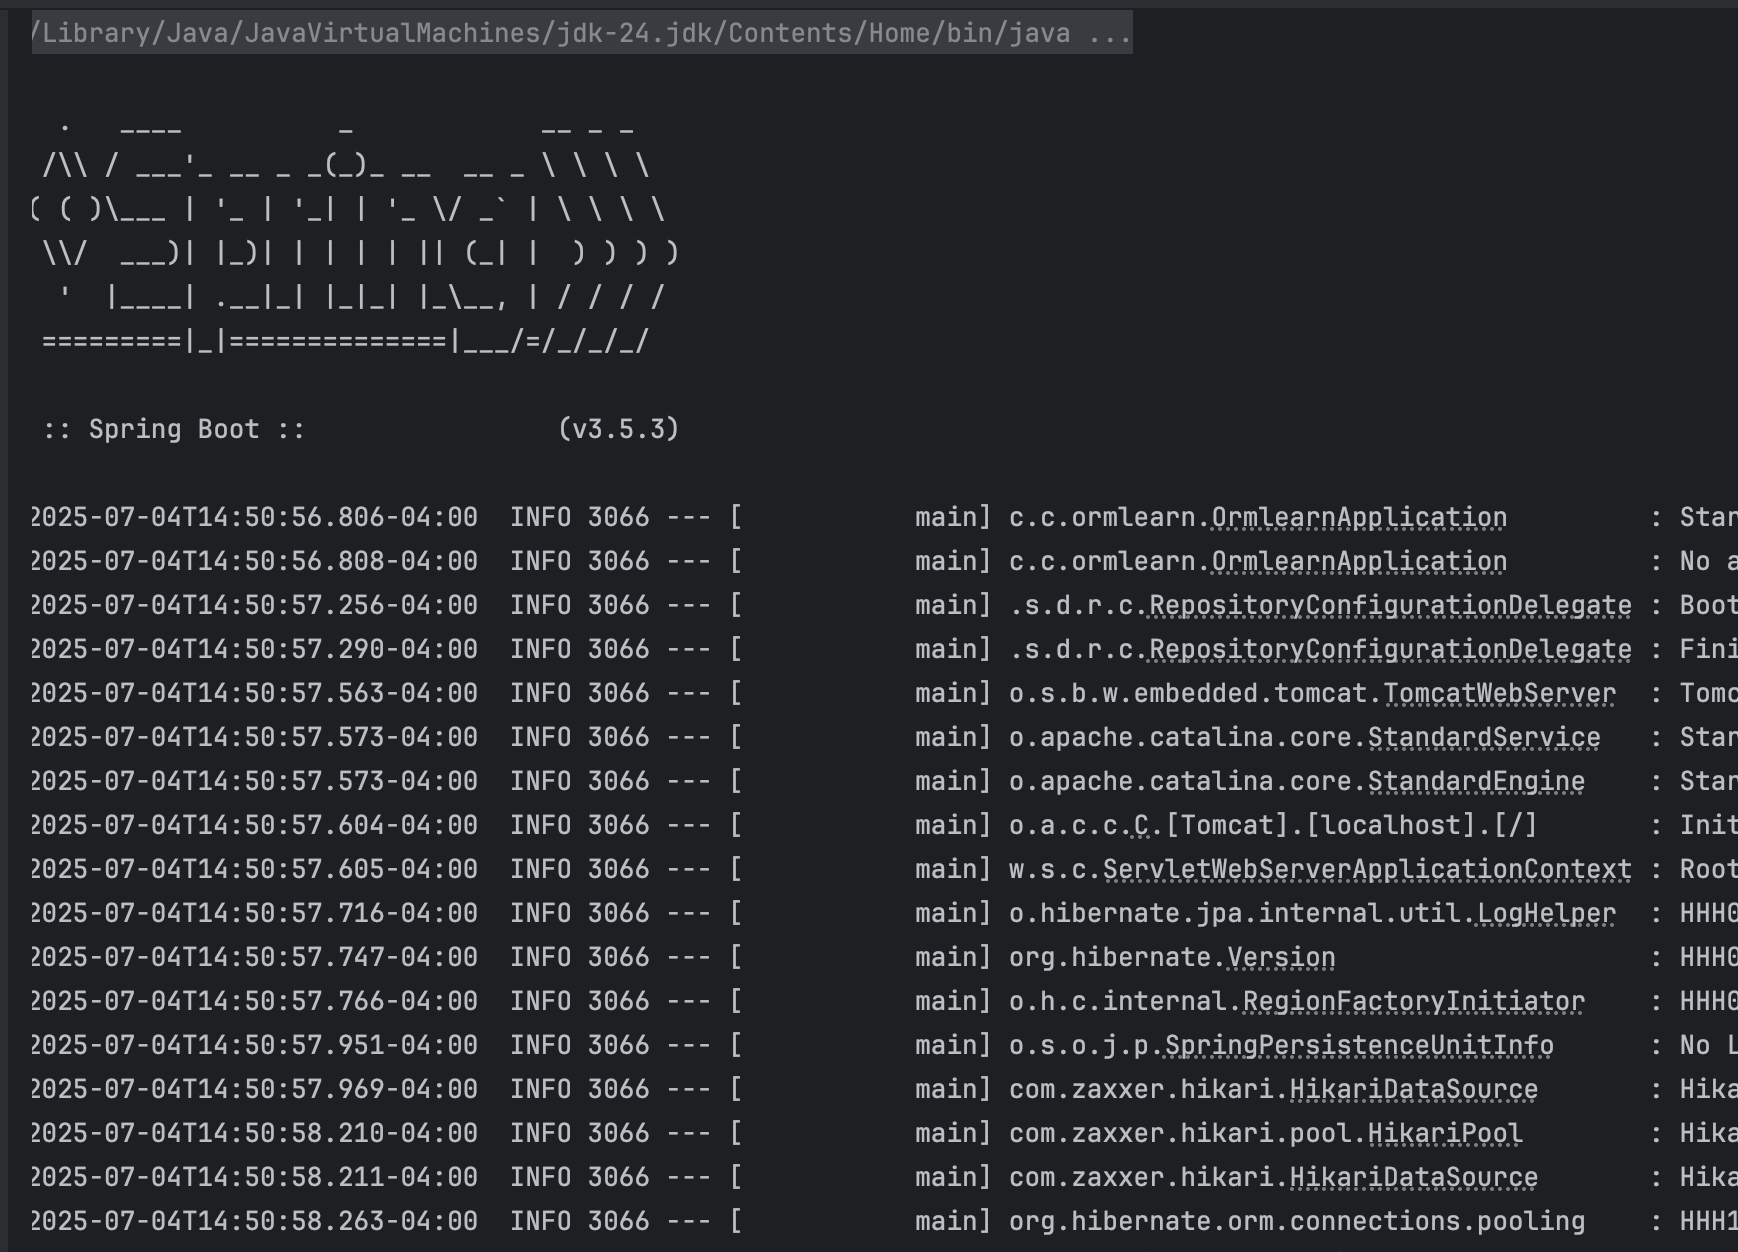 /Library/Java/JavaVirtualMachines/jdk-24.jdk/Contents/Home/bin/java ...
  .   ____          _            __ _ _
 /\\ / ___'_ __ _ _(_)_ __  __ _ \ \ \ \
( ( )\___ | '_ | '_| | '_ \/ _` | \ \ \ \
 \\/  ___)| |_)| | | | | || (_| |  ) ) ) )
  '  |____| .__|_| |_|_| |_\__, | / / / /
 =========|_|==============|___/=/_/_/_/
 :: Spring Boot ::                (v3.5.3)
2025-07-04T14:50:56.806-04:00  INFO 3066 --- [           main] c.c.ormlearn.OrmlearnApplication         : Star
2025-07-04T14:50:56.808-04:00  INFO 3066 --- [           main] c.c.ormlearn.OrmlearnApplication         : No a
2025-07-04T14:50:57.256-04:00  INFO 3066 --- [           main] .s.d.r.c.RepositoryConfigurationDelegate : Boot
2025-07-04T14:50:57.290-04:00  INFO 3066 --- [           main] .s.d.r.c.RepositoryConfigurationDelegate : Fini
2025-07-04T14:50:57.563-04:00  INFO 3066 --- [           main] o.s.b.w.embedded.tomcat.TomcatWebServer  : Tomc
2025-07-04T14:50:57.573-04:00  INFO 3066 --- [           main] o.apache.catalina.core.StandardService   : Star
2025-07-04T14:50:57.573-04:00  INFO 3066 --- [           main] o.apache.catalina.core.StandardEngine    : Star
2025-07-04T14:50:57.604-04:00  INFO 3066 --- [           main] o.a.c.c.C.[Tomcat].[localhost].[/]       : Init
2025-07-04T14:50:57.605-04:00  INFO 3066 --- [           main] w.s.c.ServletWebServerApplicationContext : Root
2025-07-04T14:50:57.716-04:00  INFO 3066 --- [           main] o.hibernate.jpa.internal.util.LogHelper  : HHH0
2025-07-04T14:50:57.747-04:00  INFO 3066 --- [           main] org.hibernate.Version                    : HHH0
2025-07-04T14:50:57.766-04:00  INFO 3066 --- [           main] o.h.c.internal.RegionFactoryInitiator    : HHH0
2025-07-04T14:50:57.951-04:00  INFO 3066 --- [           main] o.s.o.j.p.SpringPersistenceUnitInfo      : No L
2025-07-04T14:50:57.969-04:00  INFO 3066 --- [           main] com.zaxxer.hikari.HikariDataSource       : Hika
2025-07-04T14:50:58.210-04:00  INFO 3066 --- [           main] com.zaxxer.hikari.pool.HikariPool        : Hika
2025-07-04T14:50:58.211-04:00  INFO 3066 --- [           main] com.zaxxer.hikari.HikariDataSource       : Hika
2025-07-04T14:50:58.263-04:00  INFO 3066 --- [           main] org.hibernate.orm.connections.pooling    : HHH1